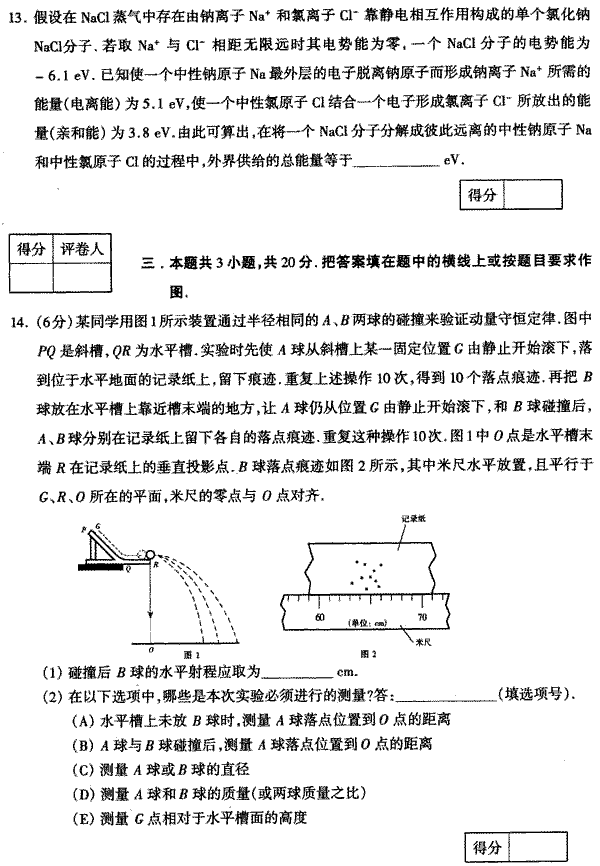 13. 假设在 NaCl 蒸气中存在由钠离子 Na⁺ 和氯离子 Cl⁻ 靠静电相互作用构成的单个氯化钠
NaCl分子. 若取 Na⁺ 与 Cl⁻ 相距无限远时其电势能为零, 一个 NaCl 分子的电势能为
－6.1 eV. 已知使一个中性钠原子 Na 最外层的电子脱离钠原子而形成钠离子 Na⁺ 所需的
能量(电离能) 为 5.1 eV, 使一个中性氯原子 Cl 结合一个电子形成氯离子 Cl⁻ 所放出的能
量(亲和能) 为 3.8 eV. 由此可算出, 在将一个 NaCl 分子分解成彼此远离的中性钠原子 Na
和中性氯原子 Cl 的过程中, 外界供给的总能量等于__________ eV.
得分
得分 评卷人
三 . 本题共 3 小题, 共 20 分. 把答案填在题中的横线上或按题目要求作
图.
14. (6分) 某同学用图 1 所示装置通过半径相同的 A、B 两球的碰撞来验证动量守恒定律. 图中
PQ 是斜槽, QR 为水平槽. 实验时先使 A 球从斜槽上某一固定位置 G 由静止开始滚下, 落
到位于水平地面的记录纸上, 留下痕迹. 重复上述操作 10 次, 得到 10 个落点痕迹. 再把 B
球放在水平槽上靠近槽末端的地方, 让 A 球仍从位置 G 由静止开始滚下, 和 B 球碰撞后,
A、B球分别在记录纸上留下各自的落点痕迹. 重复这种操作10次. 图1中 O 点是水平槽末
端 R 在记录纸上的垂直投影点. B 球落点痕迹如图 2 所示, 其中米尺水平放置, 且平行于
G、R、O 所在的平面, 米尺的零点与 O 点对齐.
P G
Q R
O 图 1
记录纸
60 (单位: cm) 70
米尺
图 2
(1) 碰撞后 B 球的水平射程应取为__________ cm.
(2) 在以下选项中, 哪些是本次实验必须进行的测量?答: ______________ (填选项号).
(A) 水平槽上未放 B 球时, 测量 A 球落点位置到 O 点的距离
(B) A 球与 B 球碰撞后, 测量 A 球落点位置到 O 点的距离
(C) 测量 A 球或 B 球的直径
(D) 测量 A 球和 B 球的质量(或两球质量之比)
(E) 测量 G 点相对于水平槽面的高度
得分